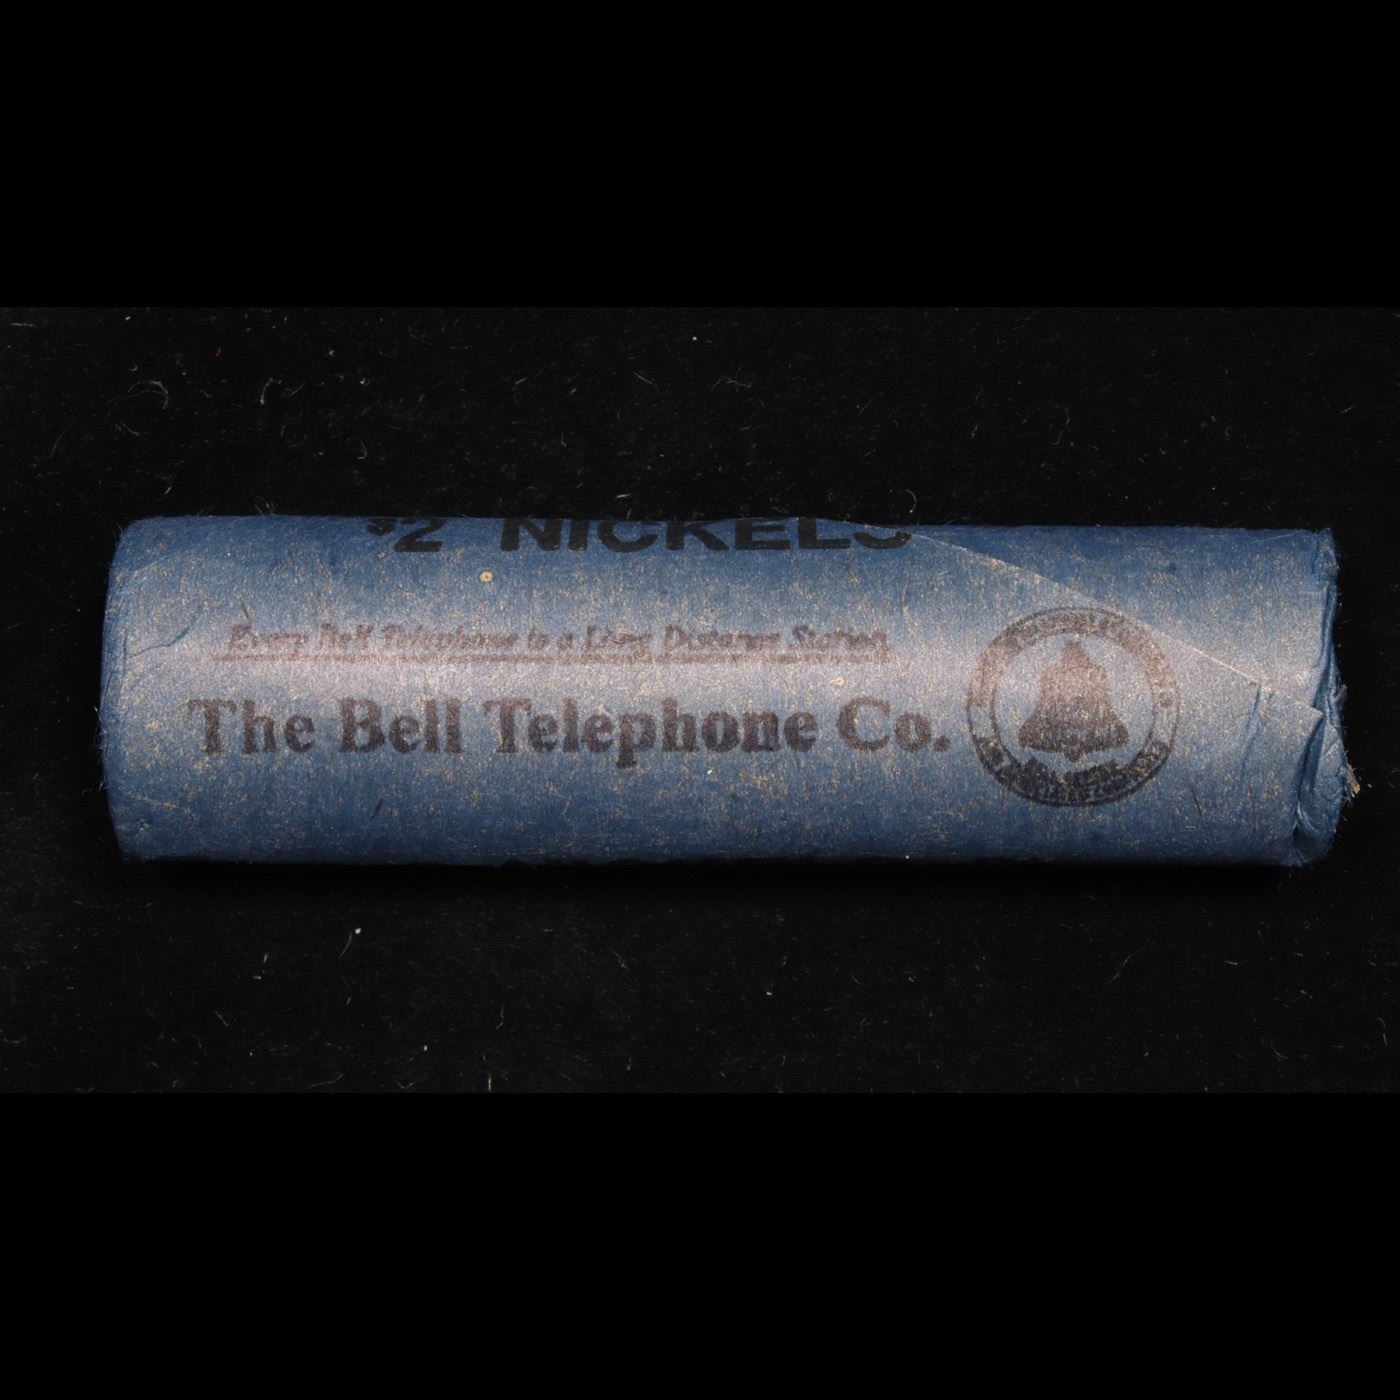 $2 NICKELS
Every Bell Telephone is a Long Distance Station
The Bell Telephone Co.